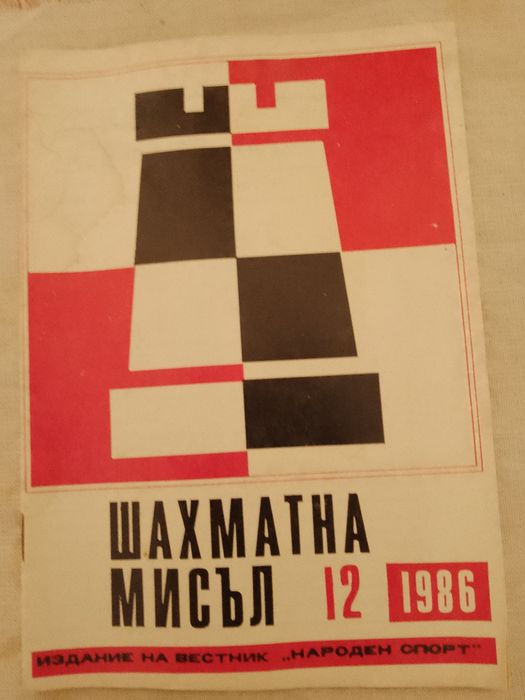 ШАХМАТНА
МИСЪЛ 12 1986
ИЗДАНИЕ НА ВЕСТНИК „НАРОДЕН СПОРТ"